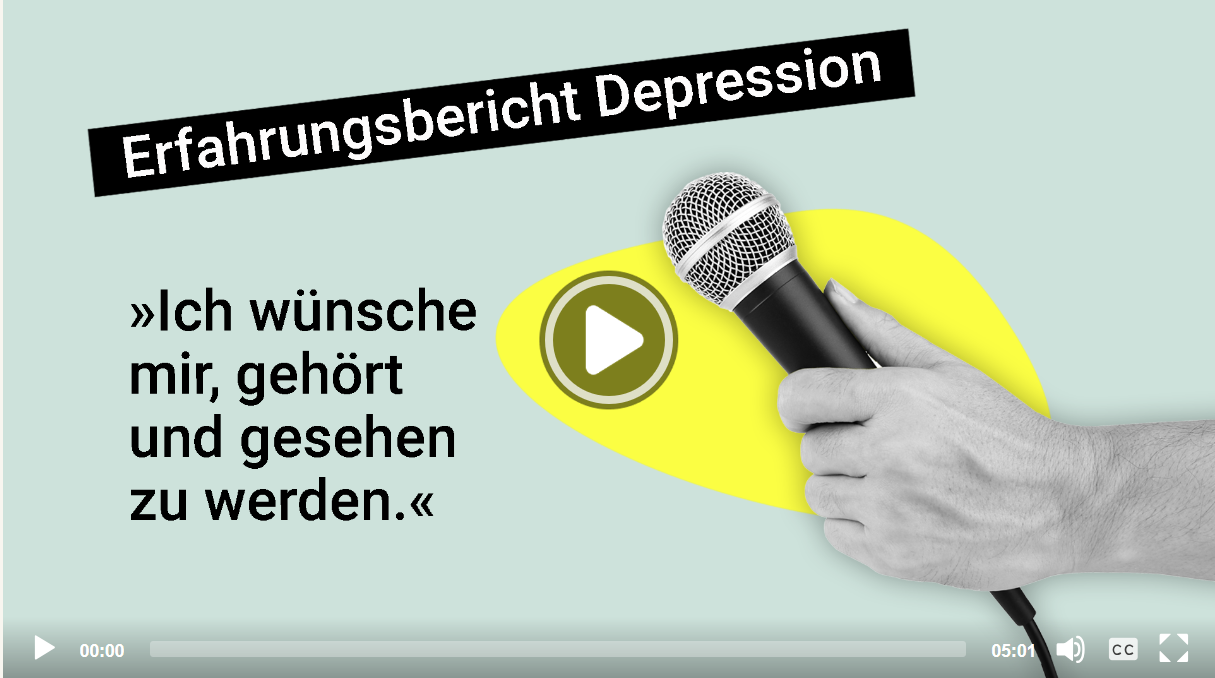 Erfahrungsbericht Depression
»Ich wünsche
mir, gehört
und gesehen
zu werden.«
00:00
05:01
CC